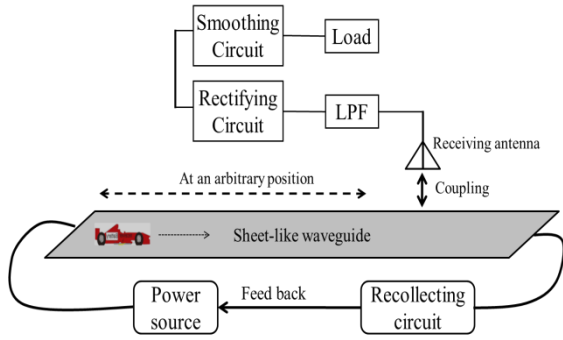 Smoothing
Circuit
Load
Rectifying
Circuit
LPF
Receiving antenna
At an arbitrary position
Coupling
Sheet-like waveguide
Power
source
Feed back
Recollecting
circuit